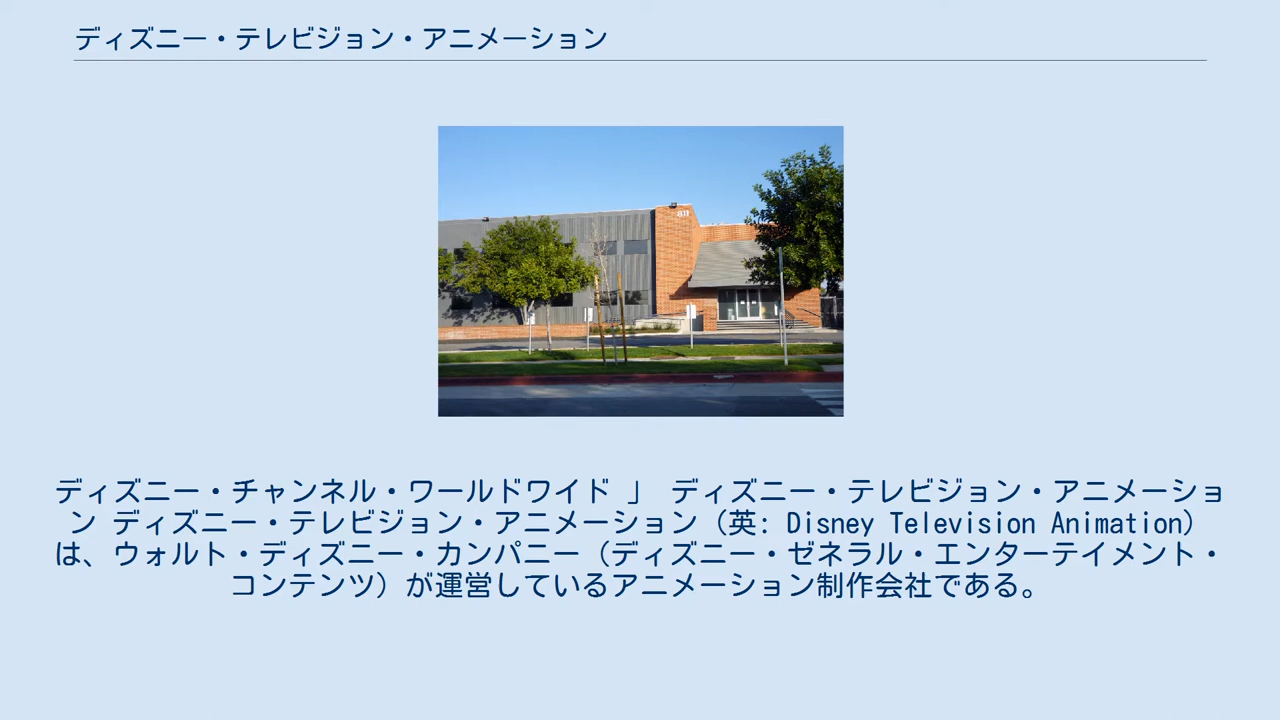 ディズニー・テレビジョン・アニメーション
811
ディズニー・チャンネル・ワールドワイド 」 ディズニー・テレビジョン・アニメーショ
ン ディズニー・テレビジョン・アニメーション（英: Disney Television Animation）
は、ウォルト・ディズニー・カンパニー（ディズニー・ゼネラル・エンターテイメント・
コンテンツ）が運営しているアニメーション制作会社である。